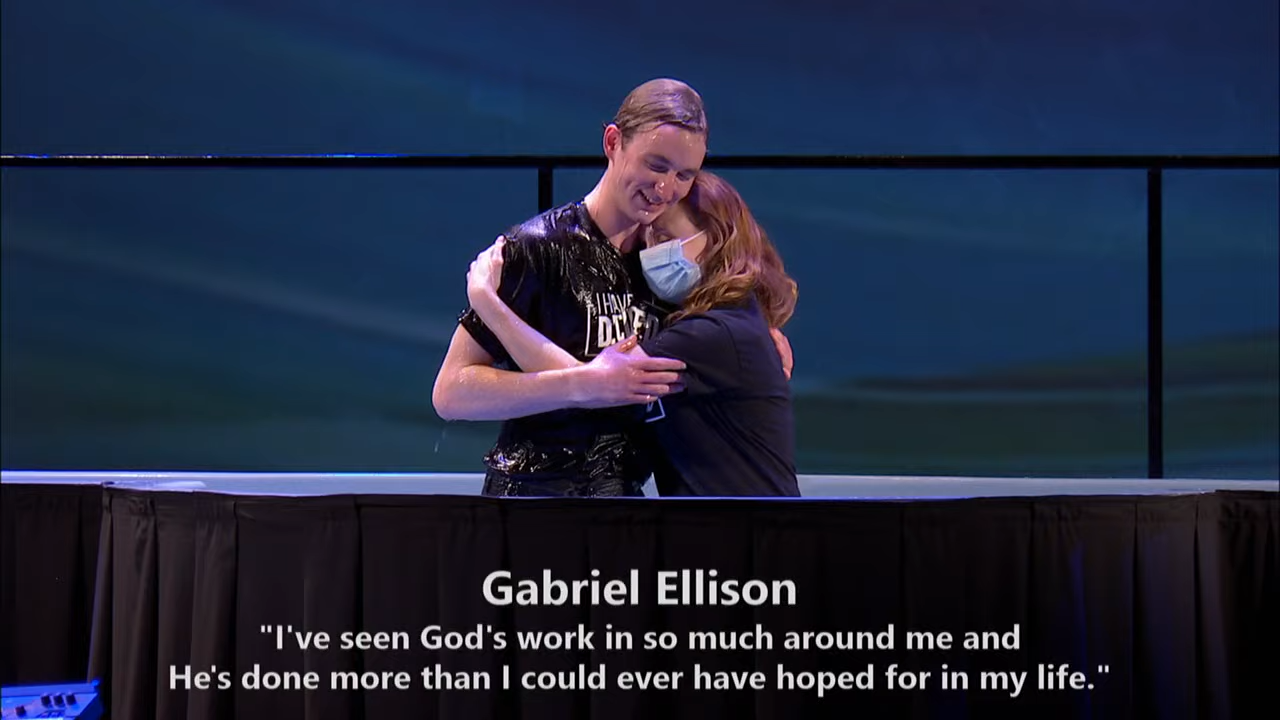 I HAVE
Gabriel Ellison
"I've seen God's work in so much around me and
He's done more than I could ever have hoped for in my life."